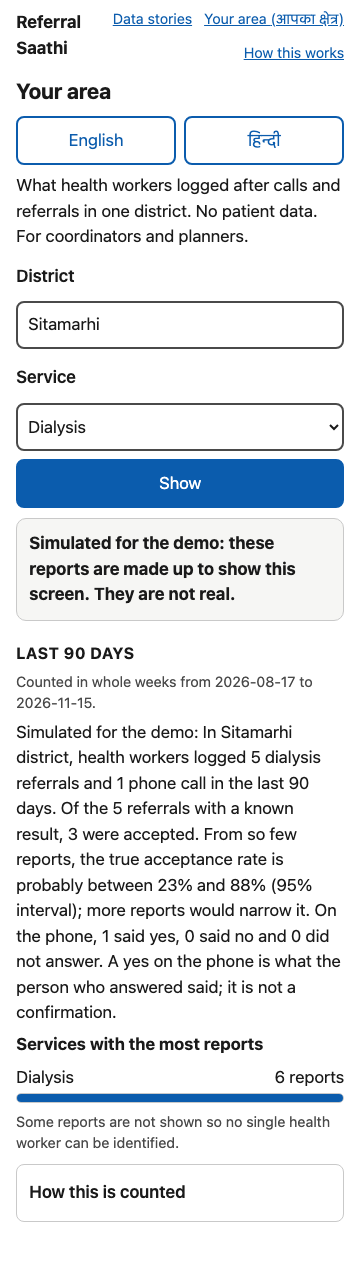 Referral Saathi
Data stories
Your area (आपका क्षेत्र)
How this works
Your area
English
हिन्दी
What health workers logged after calls and
referrals in one district. No patient data.
For coordinators and planners.
District
Sitamarhi
Service
Dialysis
Show
Simulated for the demo: these
reports are made up to show this
screen. They are not real.
LAST 90 DAYS
Counted in whole weeks from 2026-08-17 to
2026-11-15.
Simulated for the demo: In Sitamarhi
district, health workers logged 5 dialysis
referrals and 1 phone call in the last 90
days. Of the 5 referrals with a known
result, 3 were accepted. From so few
reports, the true acceptance rate is
probably between 23% and 88% (95%
interval); more reports would narrow it. On
the phone, 1 said yes, 0 said no and 0 did
not answer. A yes on the phone is what the
person who answered said; it is not a
confirmation.
Services with the most reports
Dialysis 6 reports
Some reports are not shown so no single health
worker can be identified.
How this is counted